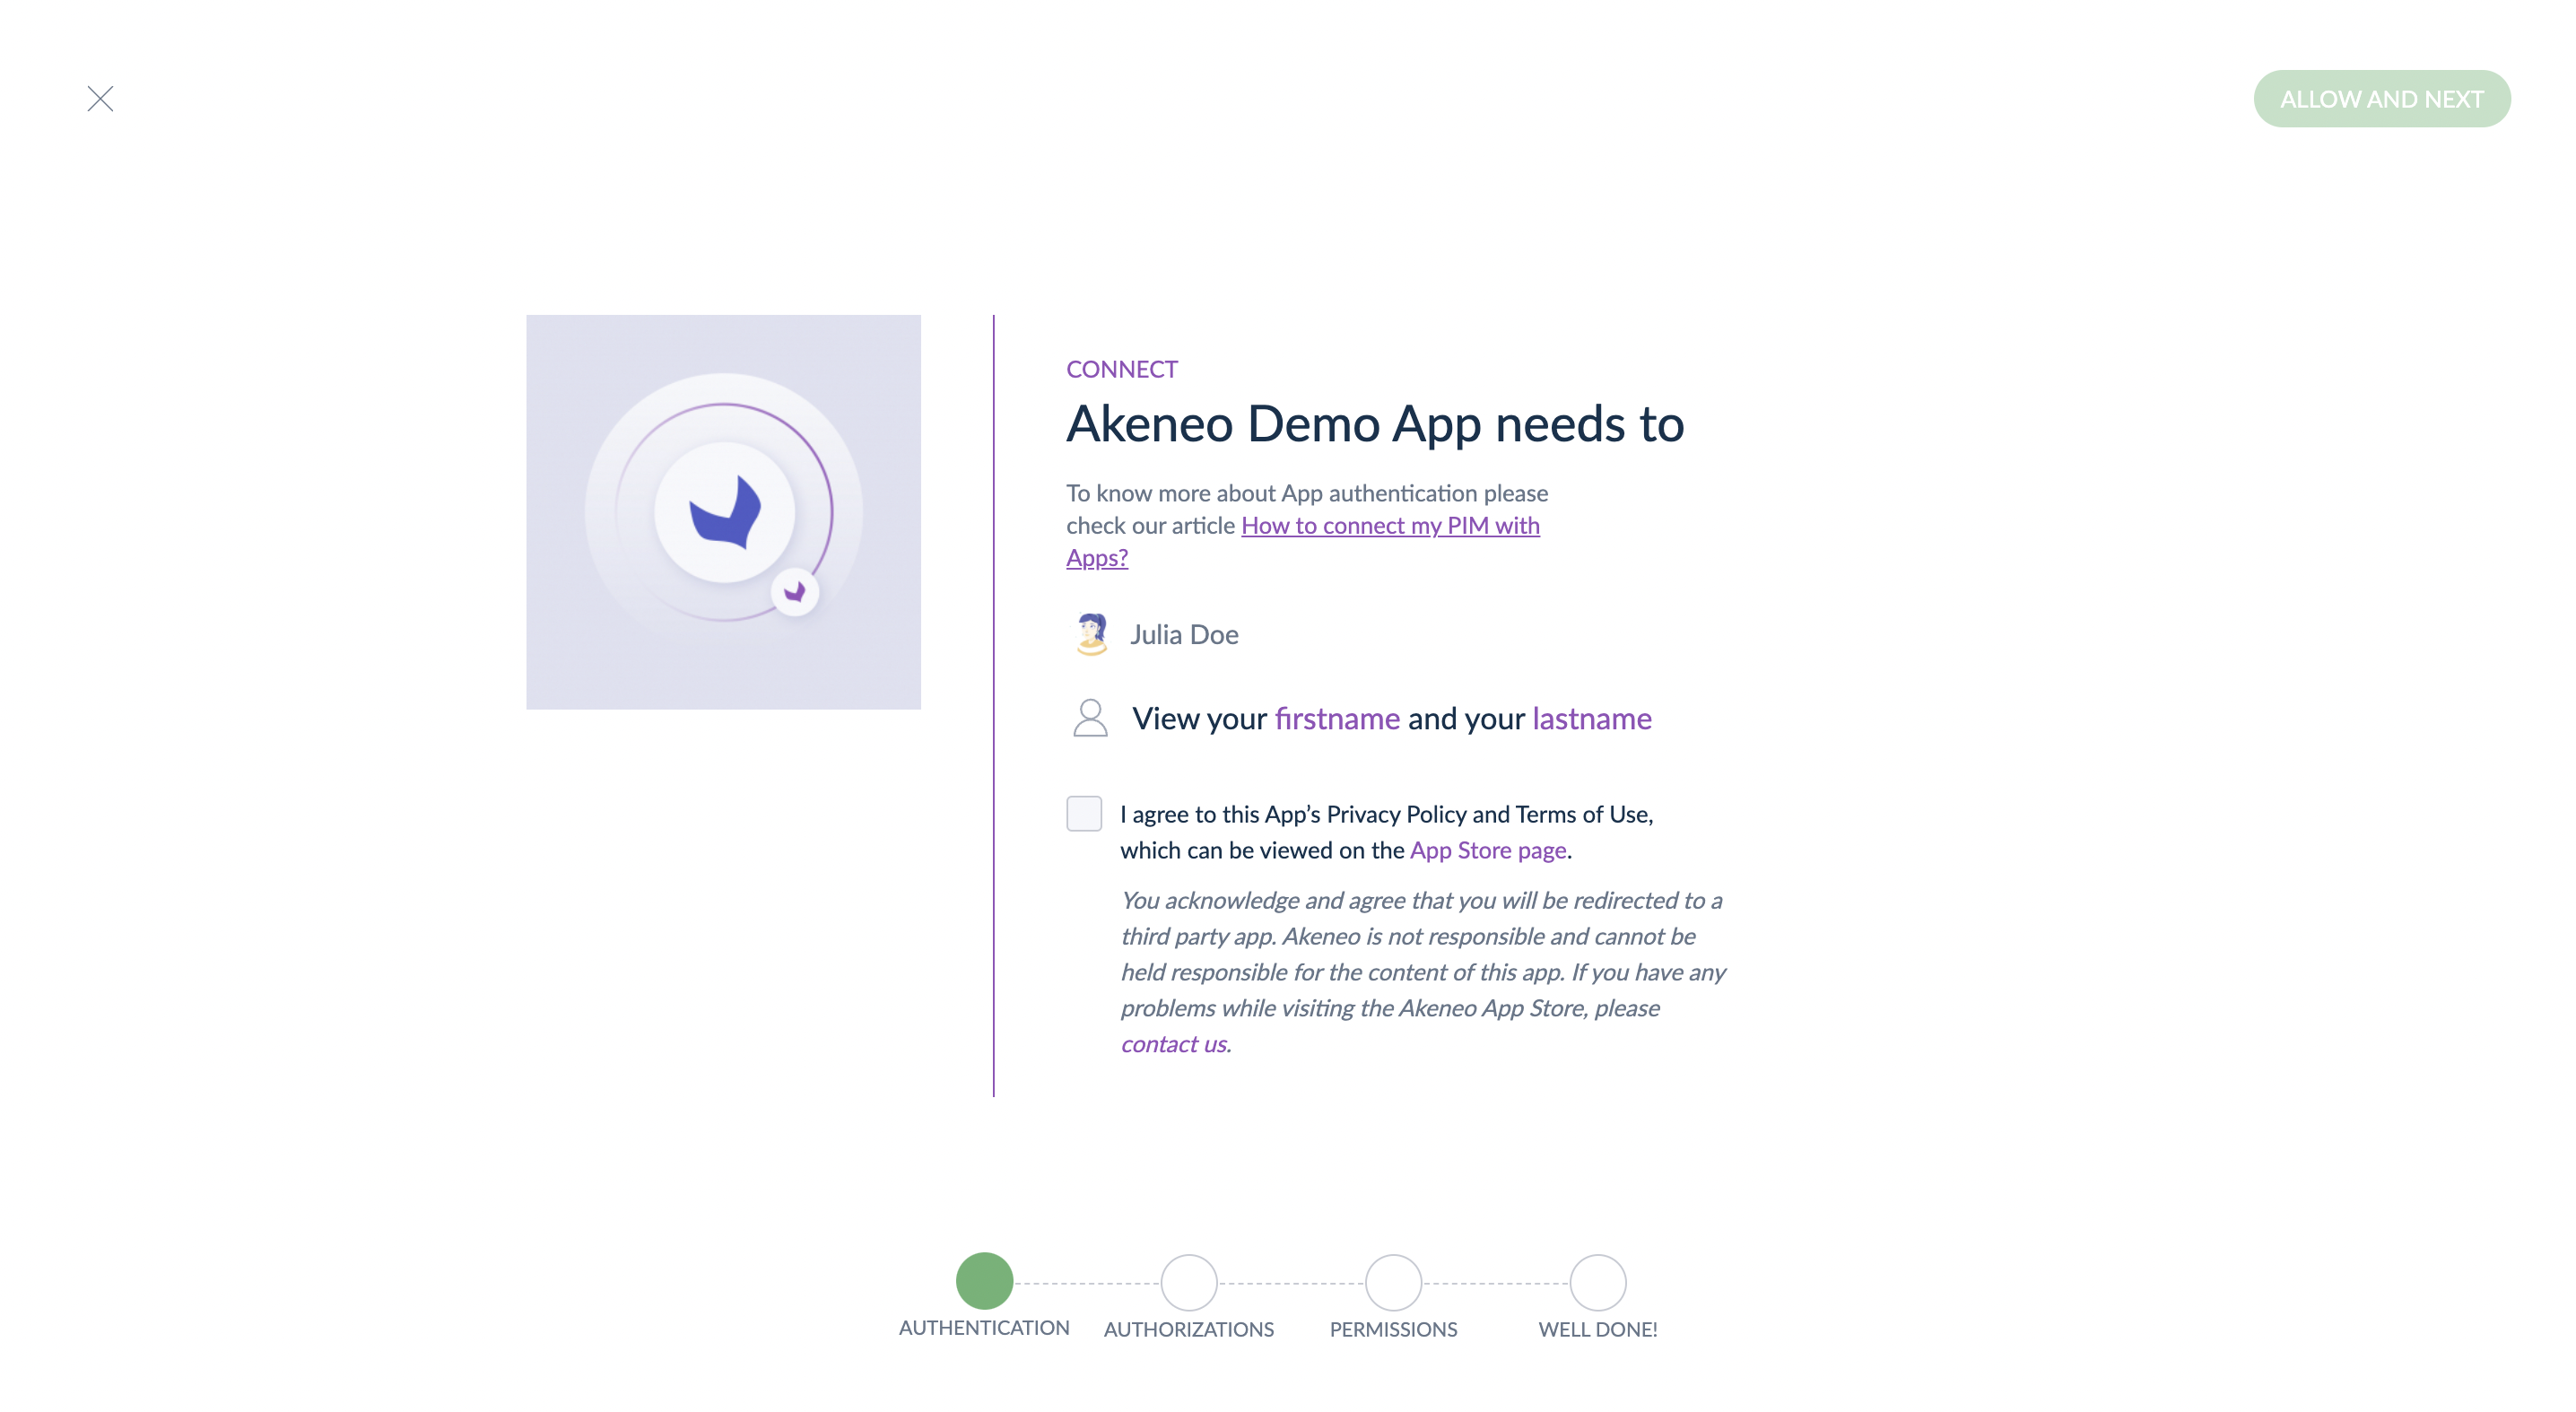 ALLOW AND NEXT
CONNECT
Akeneo Demo App needs to
To know more about App authentication please
check our article How to connect my PIM with
Apps?
Julia Doe
View your firstname and your lastname
I agree to this App’s Privacy Policy and Terms of Use,
which can be viewed on the App Store page.
You acknowledge and agree that you will be redirected to a
third party app. Akeneo is not responsible and cannot be
held responsible for the content of this app. If you have any
problems while visiting the Akeneo App Store, please
contact us.
AUTHENTICATION
AUTHORIZATIONS
PERMISSIONS
WELL DONE!